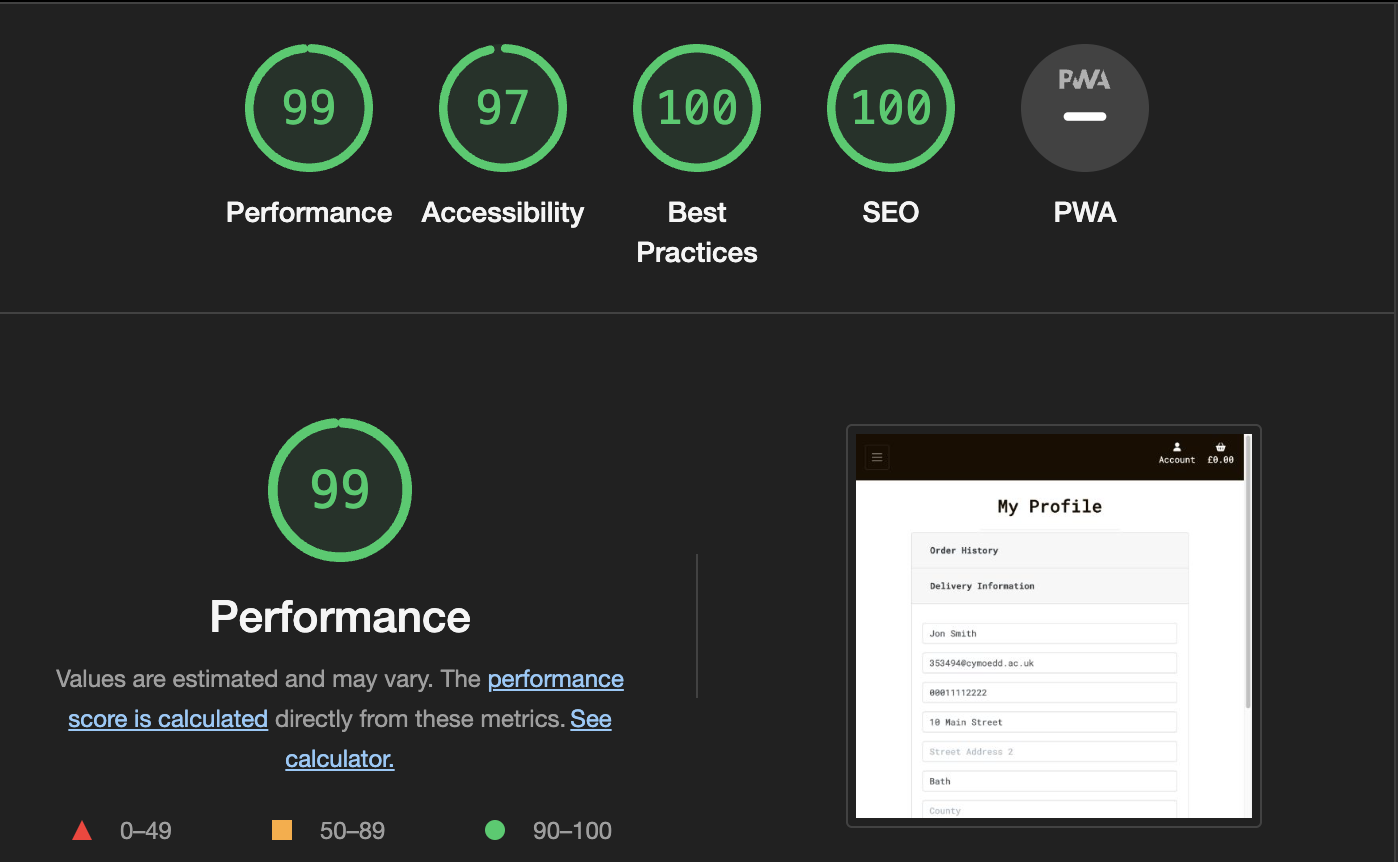 99
97
100
100
PWA
Performance
Accessibility
Best
Practices
SEO
PWA
99
Performance
Values are estimated and may vary. The performance
score is calculated directly from these metrics. See
calculator.
0–49
50–89
90–100
Account
£0.00
My Profile
Order History
Delivery Information
Jon Smith
353494@cymoedd.ac.uk
00011112222
10 Main Street
Street Address 2
Bath
County